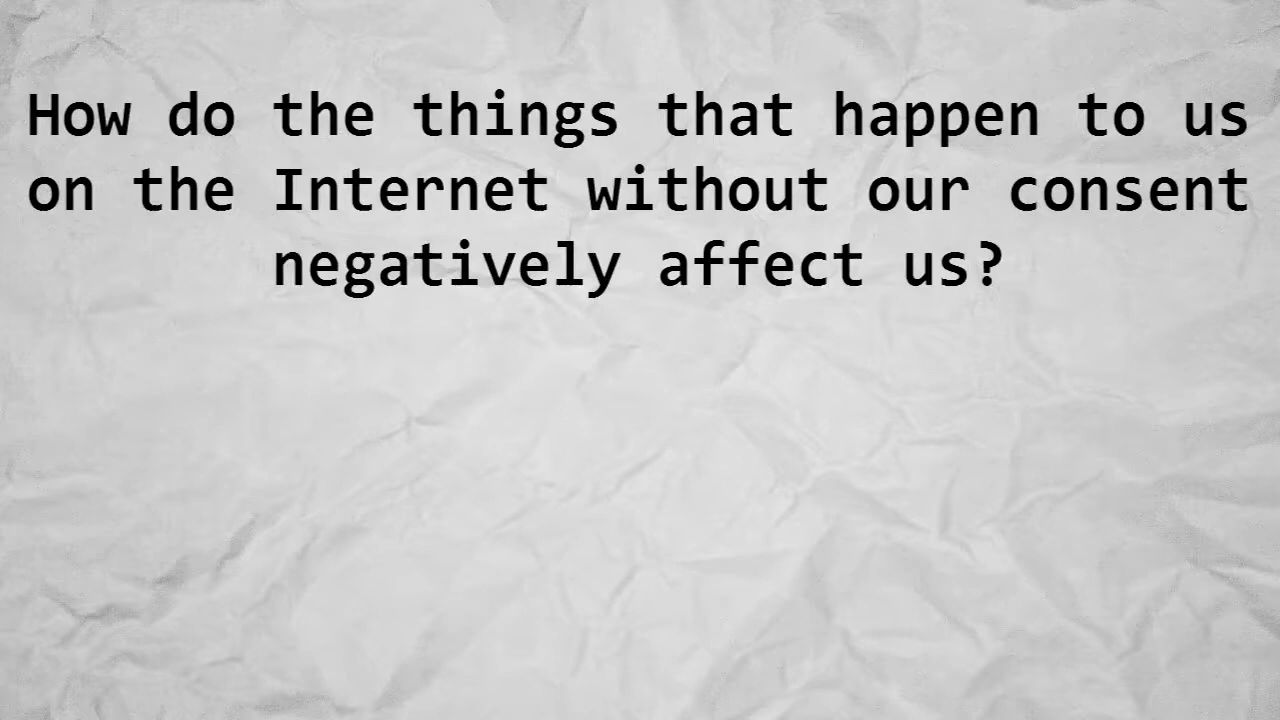 How do the things that happen to us
on the Internet without our consent
negatively affect us?